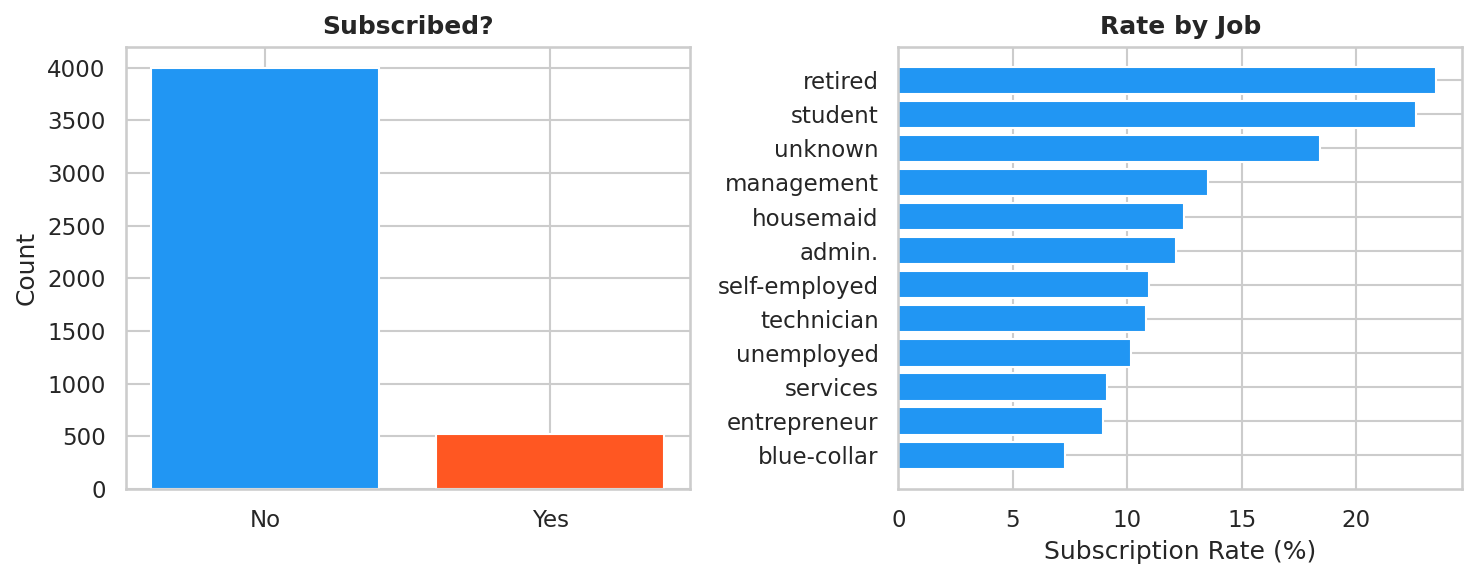 Subscribed?
Count
4000
3500
3000
2500
2000
1500
1000
500
0
No Yes
Rate by Job
retired
student
unknown
management
housemaid
admin.
self-employed
technician
unemployed
services
entrepreneur
blue-collar
0 5 10 15 20
Subscription Rate (%)